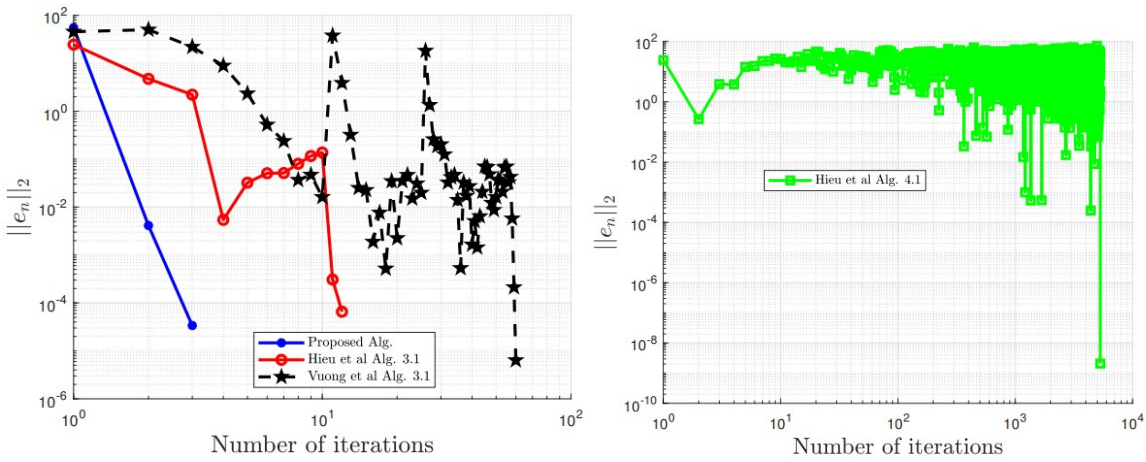 10^2
10^0
10^-2
10^-4
10^-6
||e_n||_2
Proposed Alg.
Hieu et al Alg. 3.1
Vuong et al Alg. 3.1
10^0
10^1
10^2
Number of iterations
10^2
10^0
10^-2
10^-4
10^-6
10^-8
10^-10
||e_n||_2
Hieu et al Alg. 4.1
10^0
10^1
10^2
10^3
10^4
Number of iterations